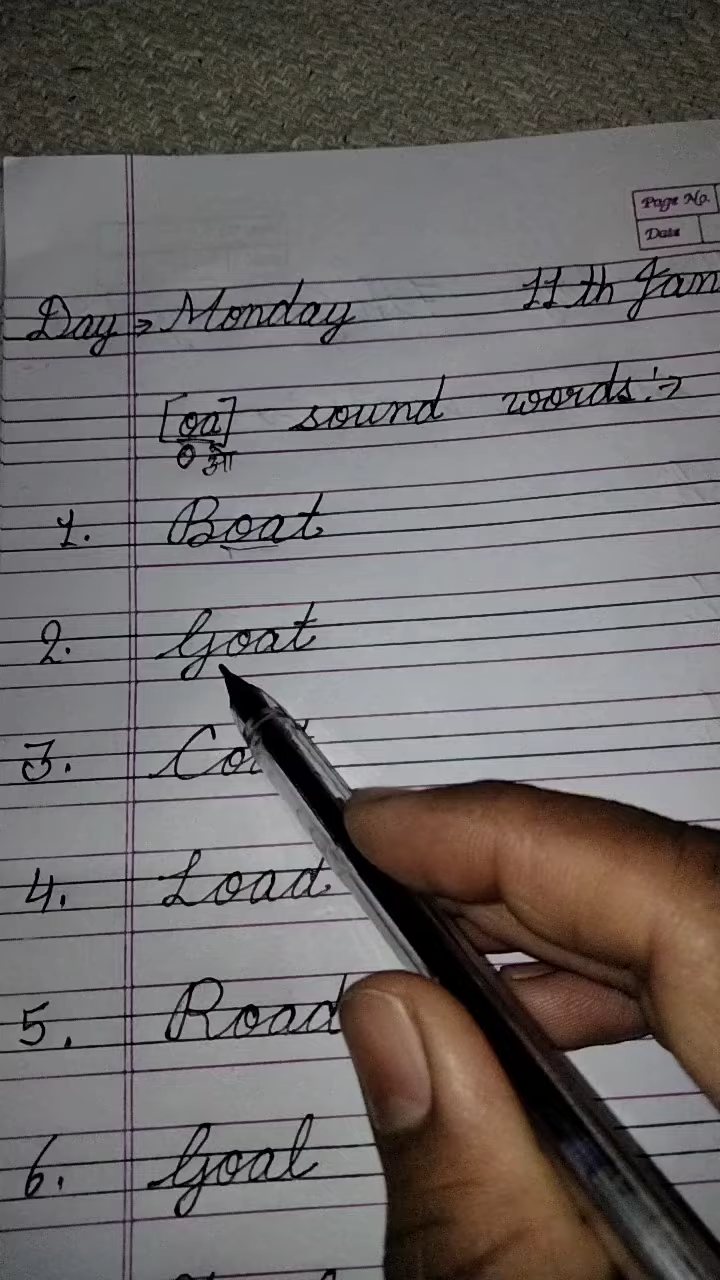 Page No.
Date
Day → Monday 11th Jan
[oa] sound words :→
ओ
1. Boat
2. Goat
3.
4. Load
5. Road
6. Goal